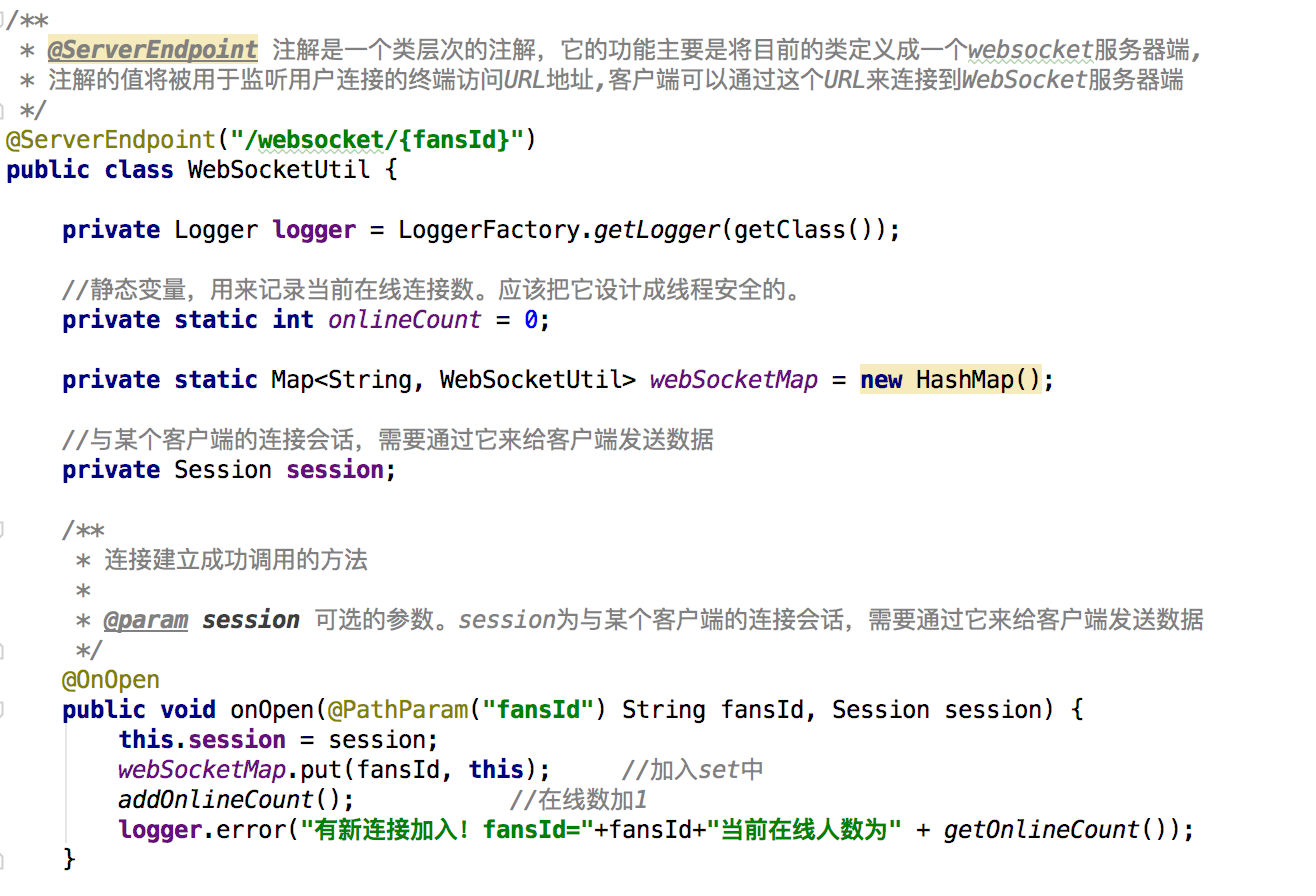 /**
 * @ServerEndpoint 注解是一个类层次的注解，它的功能主要是将目前的类定义成一个websocket服务器端,
 * 注解的值将被用于监听用户连接的终端访问URL地址,客户端可以通过这个URL来连接到WebSocket服务器端
 */
@ServerEndpoint("/websocket/{fansId}")
public class WebSocketUtil {
    private Logger logger = LoggerFactory.getLogger(getClass());
    //静态变量，用来记录当前在线连接数。应该把它设计成线程安全的。
    private static int onlineCount = 0;
    private static Map<String, WebSocketUtil> webSocketMap = new HashMap();
    //与某个客户端的连接会话，需要通过它来给客户端发送数据
    private Session session;
    /**
     * 连接建立成功调用的方法
     *
     * @param session 可选的参数。session为与某个客户端的连接会话，需要通过它来给客户端发送数据
     */
    @OnOpen
    public void onOpen(@PathParam("fansId") String fansId, Session session) {
        this.session = session;
        webSocketMap.put(fansId, this);     //加入set中
        addOnlineCount();           //在线数加1
        logger.error("有新连接加入！fansId="+fansId+"当前在线人数为" + getOnlineCount());
    }